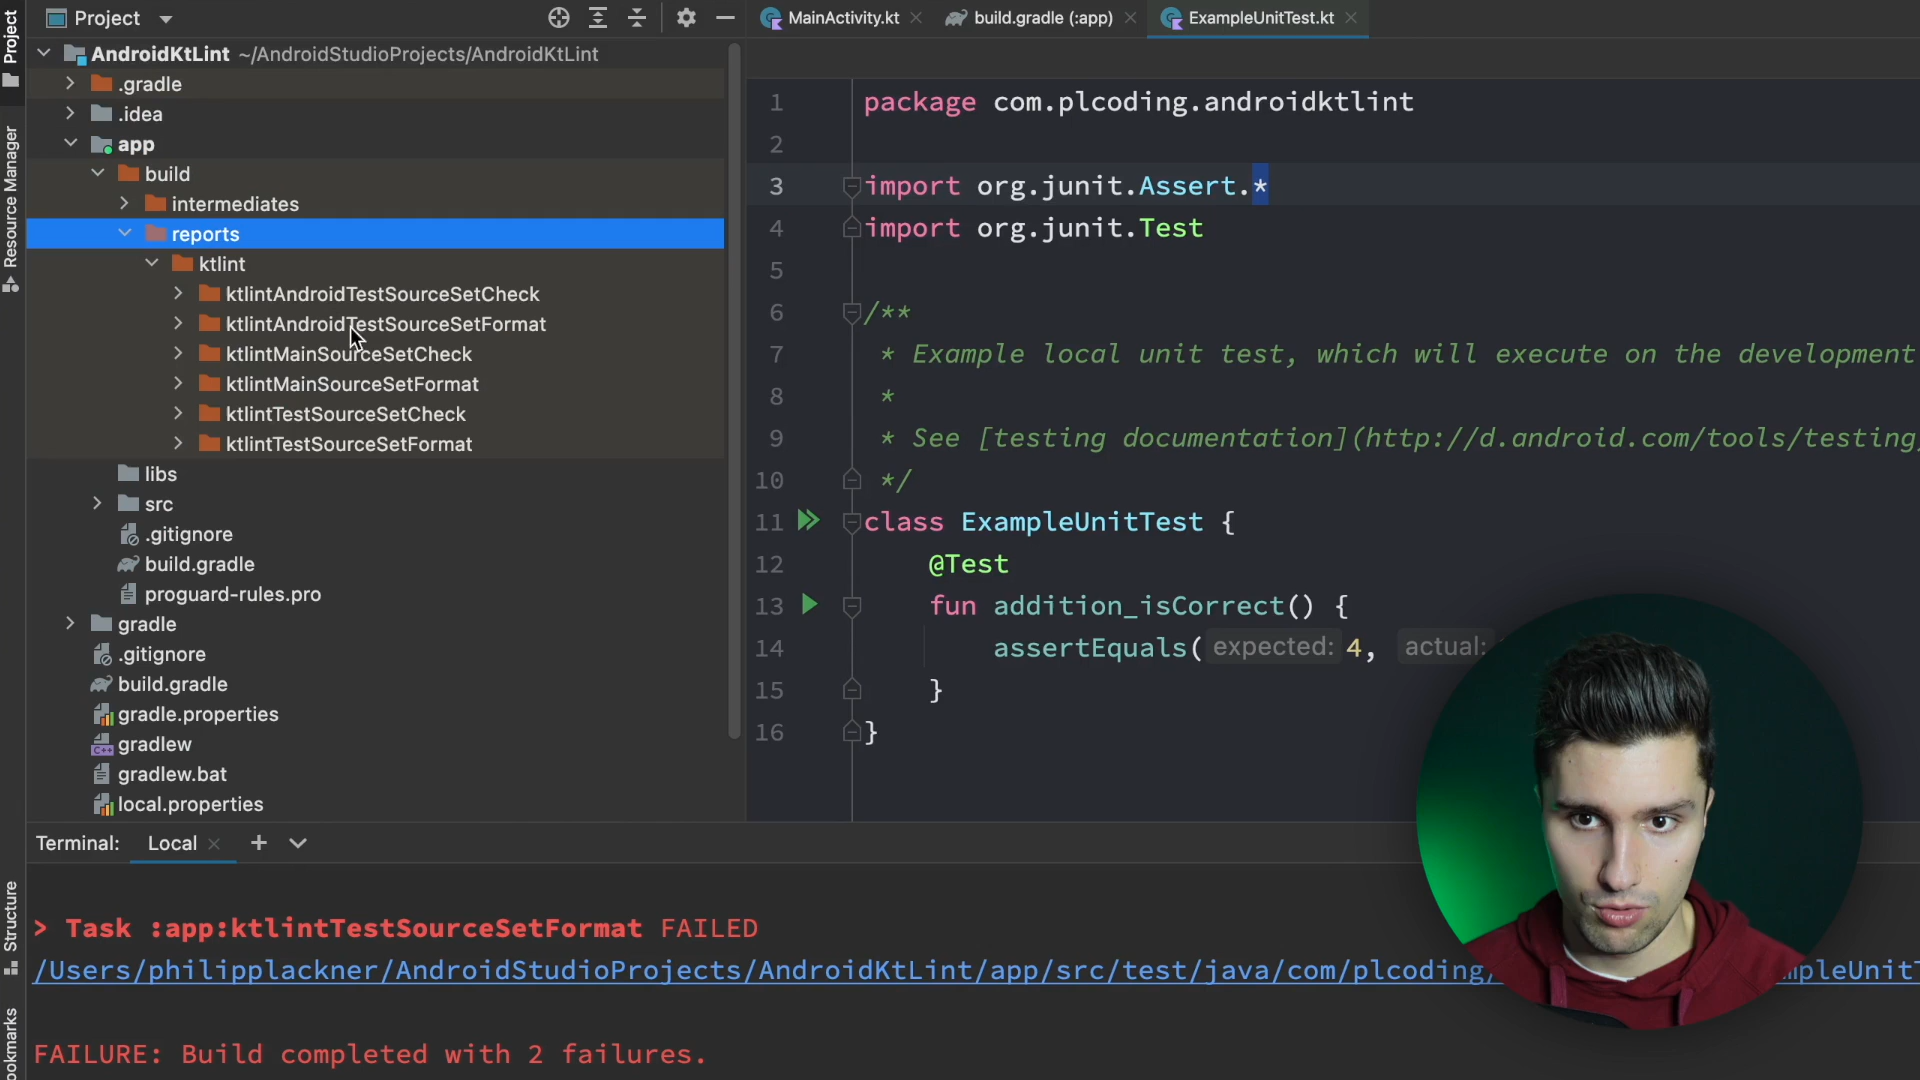 Project
MainActivity.kt
build.gradle (:app)
ExampleUnitTest.kt
Project
Resource Manager
Structure
AndroidKtLint ~/AndroidStudioProjects/AndroidKtLint
.gradle
.idea
app
build
intermediates
reports
ktlint
ktlintAndroidTestSourceSetCheck
ktlintAndroidTestSourceSetFormat
ktlintMainSourceSetCheck
ktlintMainSourceSetFormat
ktlintTestSourceSetCheck
ktlintTestSourceSetFormat
libs
src
.gitignore
build.gradle
proguard-rules.pro
gradle
.gitignore
build.gradle
gradle.properties
gradlew
gradlew.bat
local.properties
1 package com.plcoding.androidktlint
2
3 import org.junit.Assert.*
4 import org.junit.Test
5
6 /**
7 * Example local unit test, which will execute on the development
8 *
9 * See [testing documentation](http://d.android.com/tools/testing
10 */
11 class ExampleUnitTest {
12 @Test
13 fun addition_isCorrect() {
14 assertEquals( expected: 4, actual:
15 }
16 }
Terminal: Local
> Task :app:ktlintTestSourceSetFormat FAILED
/Users/philipplackner/AndroidStudioProjects/AndroidKtLint/app/src/test/java/com/plcoding/
FAILURE: Build completed with 2 failures.